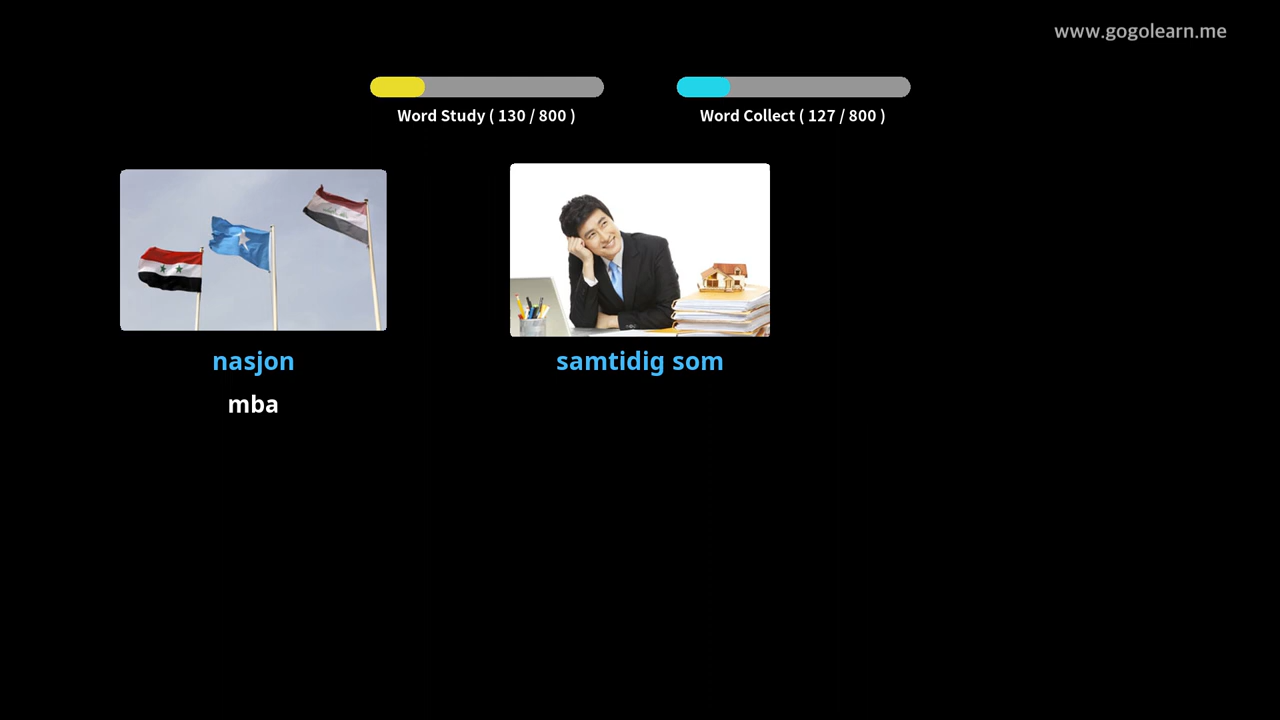 www.gogolearn.me
Word Study ( 130 / 800 )
Word Collect ( 127 / 800 )
nasjon
mba
samtidig som